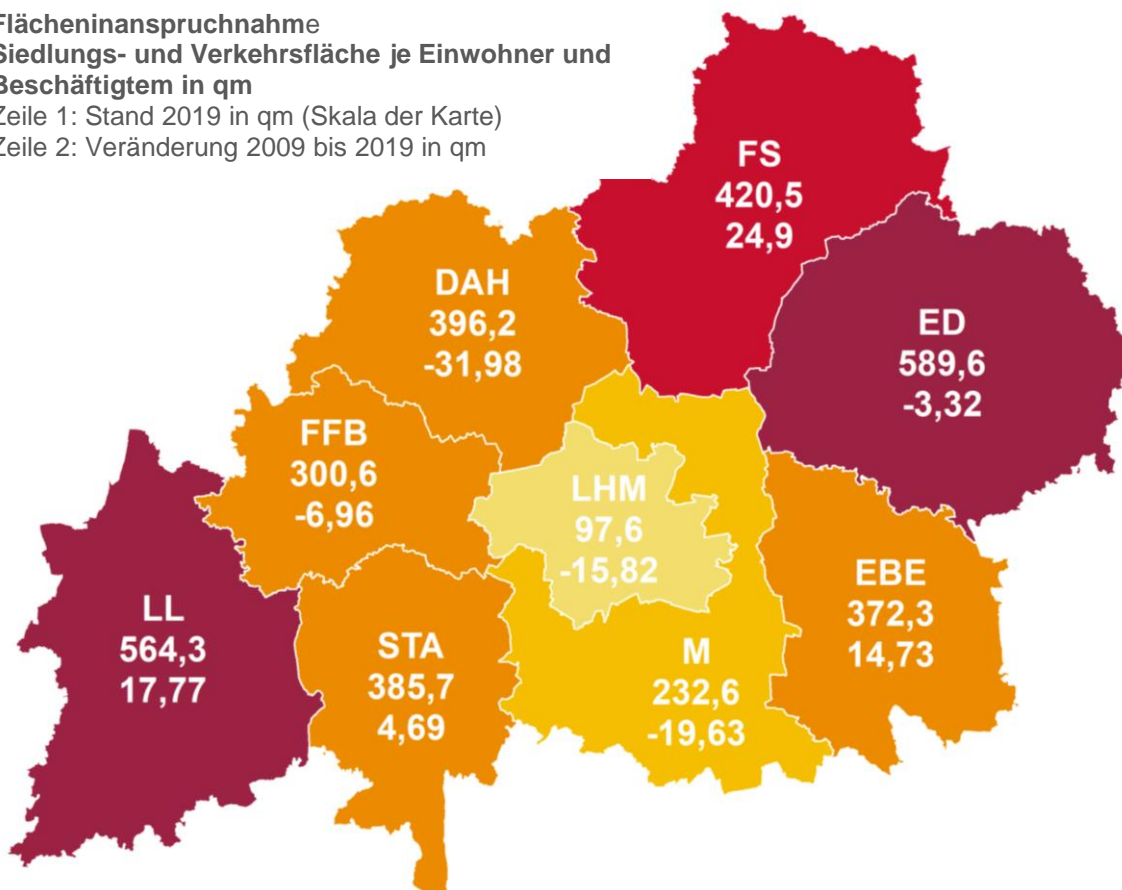 Flächeninanspruchnahme
Siedlungs- und Verkehrsfläche je Einwohner und
Beschäftigtem in qm
Zeile 1: Stand 2019 in qm (Skala der Karte)
Zeile 2: Veränderung 2009 bis 2019 in qm
FS
420,5
24,9
DAH
396,2
-31,98
ED
589,6
-3,32
FFB
300,6
-6,96
LHM
97,6
-15,82
EBE
372,3
14,73
LL
564,3
17,77
STA
385,7
4,69
M
232,6
-19,63